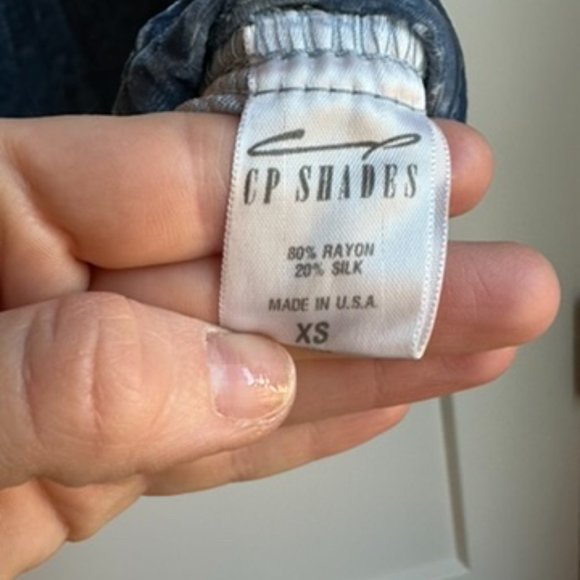 CP SHADES
80% RAYON
20% SILK
MADE IN U.S.A.
XS